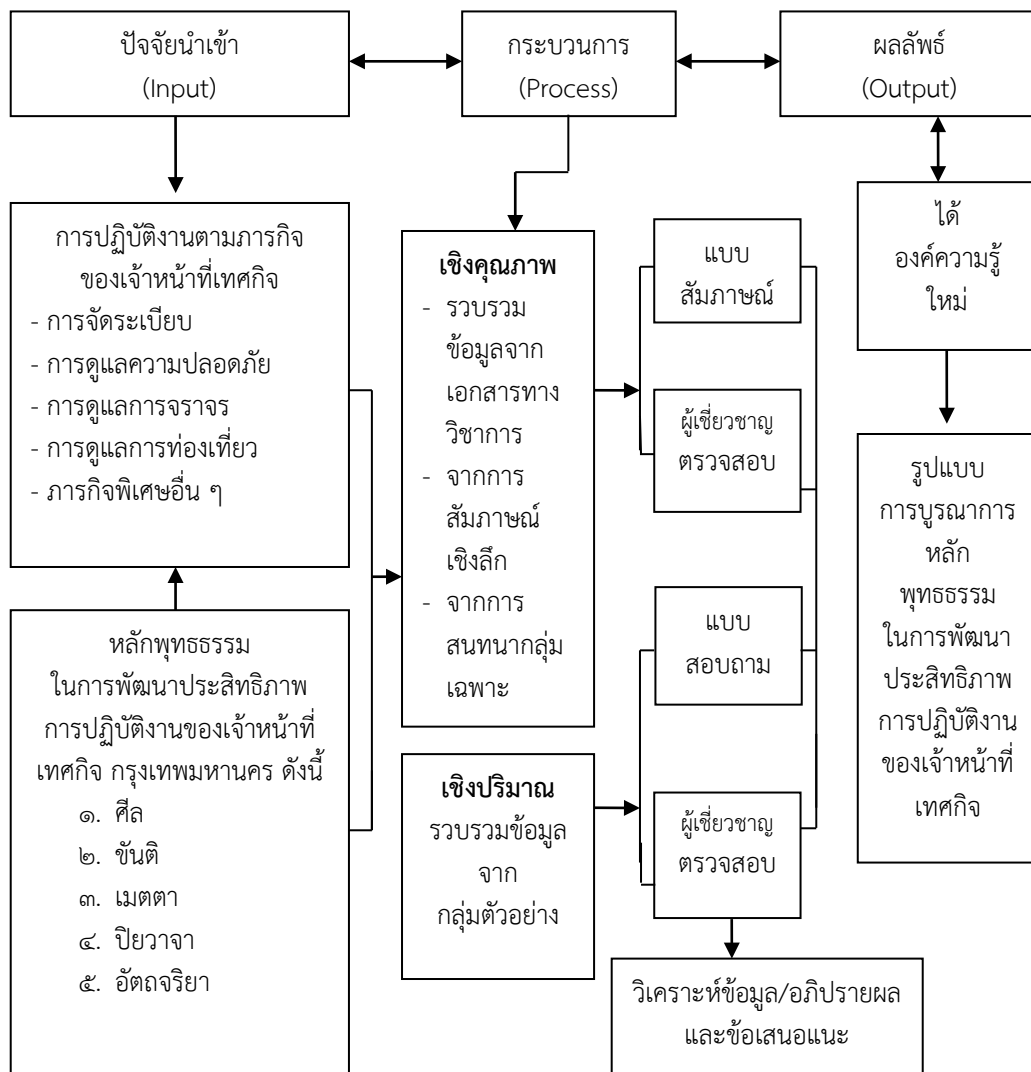 ปัจจัยนำเข้า
(Input)
กระบวนการ
(Process)
ผลลัพธ์
(Output)
การปฏิบัติงานตามภารกิจ
ของเจ้าหน้าที่เทศกิจ
- การจัดระเบียบ
- การดูแลความปลอดภัย
- การดูแลการจราจร
- การดูแลการท่องเที่ยว
- ภารกิจพิเศษอื่น ๆ
หลักพุทธธรรม
ในการพัฒนาประสิทธิภาพ
การปฏิบัติงานของเจ้าหน้าที่
เทศกิจ กรุงเทพมหานคร ดังนี้
๑. ศีล
๒. ขันติ
๓. เมตตา
๔. ปิยวาจา
๕. อัตถจริยา
เชิงคุณภาพ
- รวบรวม
ข้อมูลจาก
เอกสารทาง
วิชาการ
- จากการ
สัมภาษณ์
เชิงลึก
- จากการ
สนทนากลุ่ม
เฉพาะ
เชิงปริมาณ
รวบรวมข้อมูล
จาก
กลุ่มตัวอย่าง
แบบ
สัมภาษณ์
ผู้เชี่ยวชาญ
ตรวจสอบ
แบบ
สอบถาม
ผู้เชี่ยวชาญ
ตรวจสอบ
วิเคราะห์ข้อมูล/อภิปรายผล
และข้อเสนอแนะ
ได้
องค์ความรู้
ใหม่
รูปแบบ
การบูรณาการ
หลัก
พุทธธรรม
ในการพัฒนา
ประสิทธิภาพ
การปฏิบัติงาน
ของเจ้าหน้าที่
เทศกิจ